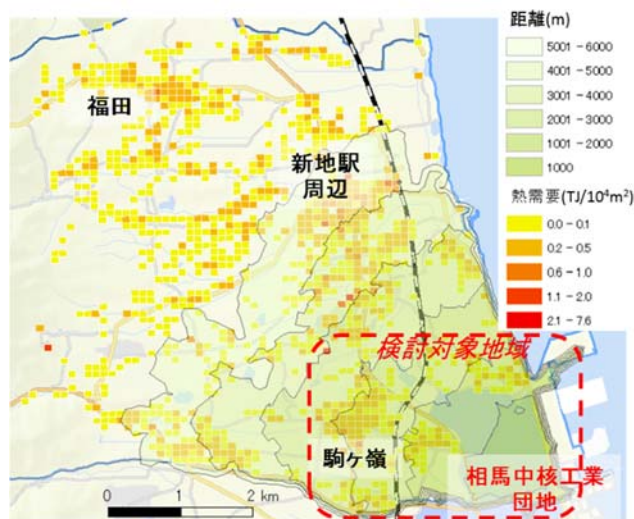 福田
新地駅
周辺
検討対象地域
駒ヶ嶺
相馬中核工業
団地
0 1 2 km
距離(m)
5001 - 6000
4001 - 5000
3001 - 4000
2001 - 3000
1001 - 2000
1000
熱需要(TJ/10⁴m²)
0.0 - 0.1
0.2 - 0.5
0.6 - 1.0
1.1 - 2.0
2.1 - 7.6